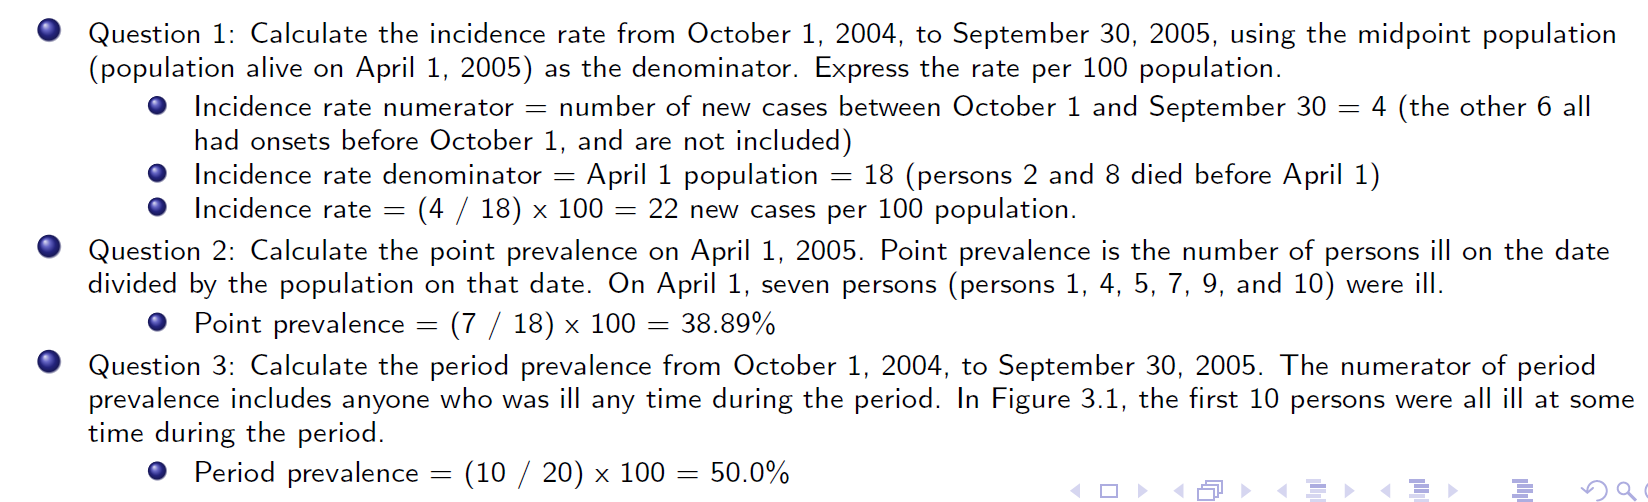 Question 1: Calculate the incidence rate from October 1, 2004, to September 30, 2005, using the midpoint population
(population alive on April 1, 2005) as the denominator. Express the rate per 100 population.
Incidence rate numerator = number of new cases between October 1 and September 30 = 4 (the other 6 all
had onsets before October 1, and are not included)
Incidence rate denominator = April 1 population = 18 (persons 2 and 8 died before April 1)
Incidence rate = (4 / 18) x 100 = 22 new cases per 100 population.
Question 2: Calculate the point prevalence on April 1, 2005. Point prevalence is the number of persons ill on the date
divided by the population on that date. On April 1, seven persons (persons 1, 4, 5, 7, 9, and 10) were ill.
Point prevalence = (7 / 18) x 100 = 38.89%
Question 3: Calculate the period prevalence from October 1, 2004, to September 30, 2005. The numerator of period
prevalence includes anyone who was ill any time during the period. In Figure 3.1, the first 10 persons were all ill at some
time during the period.
Period prevalence = (10 / 20) x 100 = 50.0%